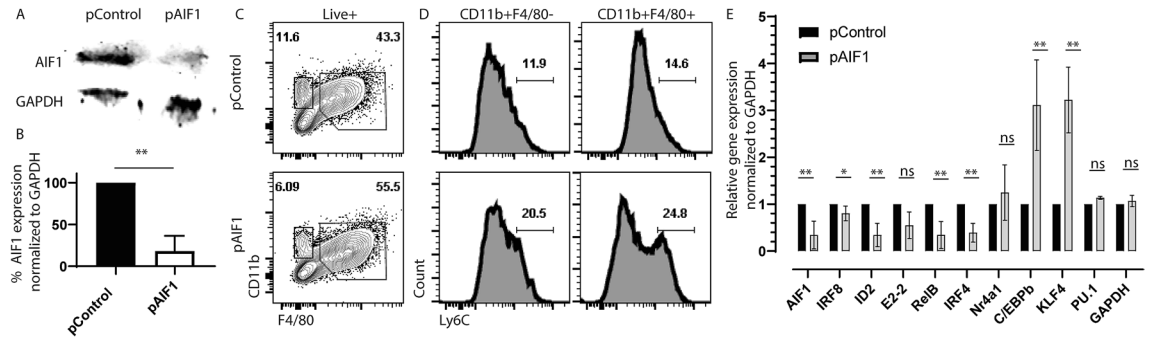 A
pControl pAIF1
AIF1
GAPDH
B
**
% AIF1 expression
normalized to GAPDH
100
50
0
pControl
pAIF1
C
Live+
pControl
11.6
43.3
pAIF1
6.09
55.5
CD11b
F4/80
D
CD11b+F4/80-
CD11b+F4/80+
11.9
14.6
20.5
24.8
Count
Ly6C
E
Relative gene expression
normalized to GAPDH
5
4
3
2
1
0
pControl
pAIF1
** * ** ns ** ** ns ** ** ns ns
AIF1
IRF8
ID2
E2-2
RelB
IRF4
Nr4a1
C/EBPb
KLF4
PU.1
GAPDH